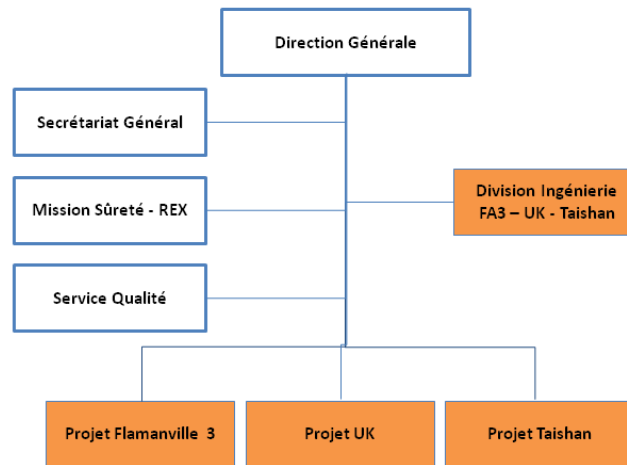 Direction Générale
Secrétariat Général
Mission Sûreté - REX
Division Ingénierie
FA3 – UK - Taishan
Service Qualité
Projet Flamanville 3
Projet UK
Projet Taishan